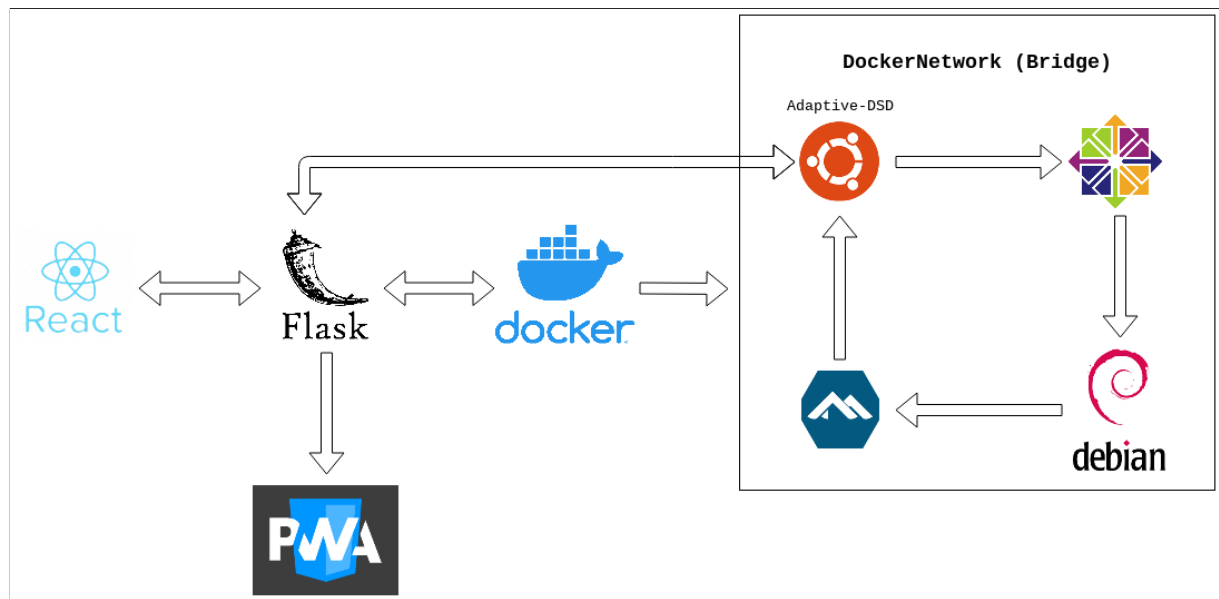 DockerNetwork (Bridge)
Adaptive-DSD
React
Flask
docker
debian
PWA